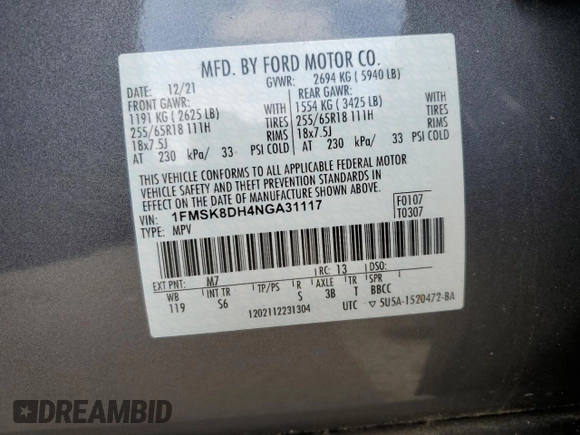 MFD. BY FORD MOTOR CO.
DATE: 12/21 GVWR: 2694 KG ( 5940 LB)
FRONT GAWR: REAR GAWR:
1191 KG ( 2625 LB) WITH 1554 KG ( 3425 LB) WITH
255/65R18 111H TIRES 255/65R18 111H TIRES
18x7.5J RIMS 18x7.5J RIMS
AT 230 kPa/ 33 PSI COLD AT 230 kPa/ 33 PSI COLD
THIS VEHICLE CONFORMS TO ALL APPLICABLE FEDERAL MOTOR
VEHICLE SAFETY AND THEFT PREVENTION STANDARDS IN
EFFECT ON THE DATE OF MANUFACTURE SHOWN ABOVE.
VIN: 1FMSK8DH4NGA31117 F0107
TYPE: MPV T0307
EXT PNT: M7 RC: 13 DSO:
WB INT TR TP/PS R AXLE TR SPR
119 S6 S 3B T BBCC
1202112231304 UTC ▽ 5U5A-1520472-BA
DREAMBID